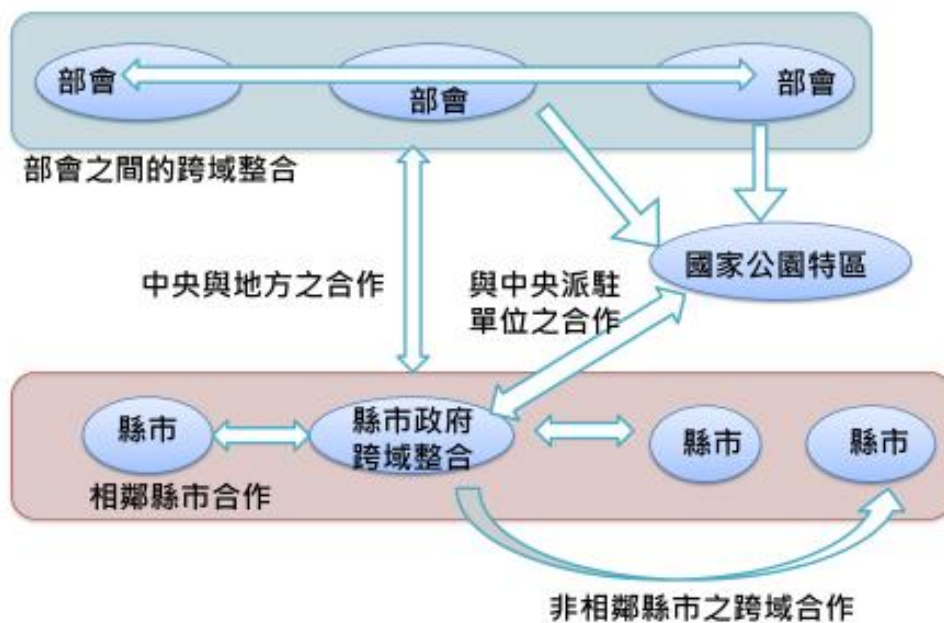 部會
部會
部會
部會之間的跨域整合
國家公園特區
中央與地方之合作
與中央派駐
單位之合作
縣市
縣市政府
跨域整合
縣市
縣市
相鄰縣市合作
非相鄰縣市之跨域合作